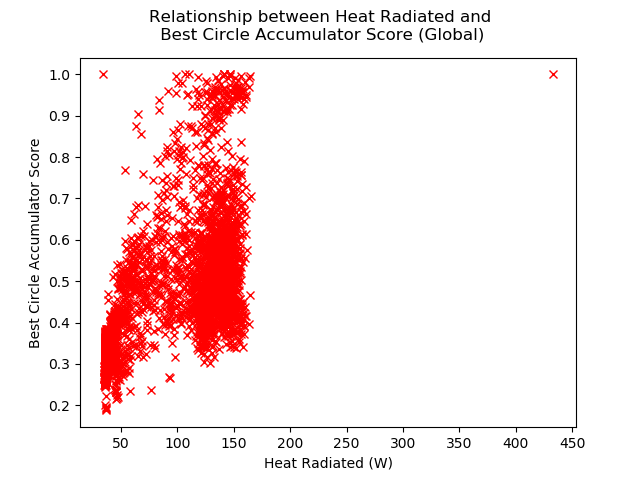 Relationship between Heat Radiated and
Best Circle Accumulator Score (Global)
1.0
0.9
0.8
0.7
0.6
0.5
0.4
0.3
0.2
Best Circle Accumulator Score
50 100 150 200 250 300 350 400 450
Heat Radiated (W)